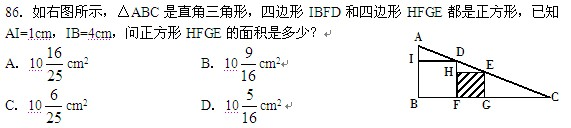 86. 如右图所示，△ABC 是直角三角形，四边形 IBFD 和四边形 HFGE 都是正方形，已知
AI=1cm，IB=4cm，问正方形 HFGE 的面积是多少？
A. 10 16/25 cm² B. 10 9/16 cm²
C. 10 6/25 cm² D. 10 5/16 cm²
A
I D
H E
B F G C